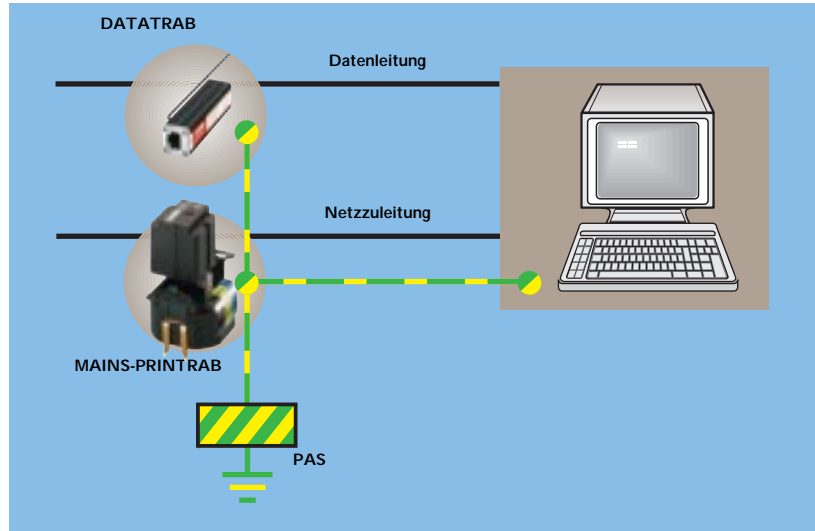 DATATRAB
Datenleitung
Netzzuleitung
MAINS-PRINTRAB
PAS